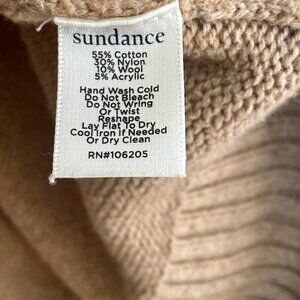 sundance
55% Cotton
30% Nylon
10% Wool
5% Acrylic
Hand Wash Cold
Do Not Bleach
Do Not Wring
Or Twist
Reshape
Lay Flat To Dry
Cool Iron If Needed
Or Dry Clean
RN#106205